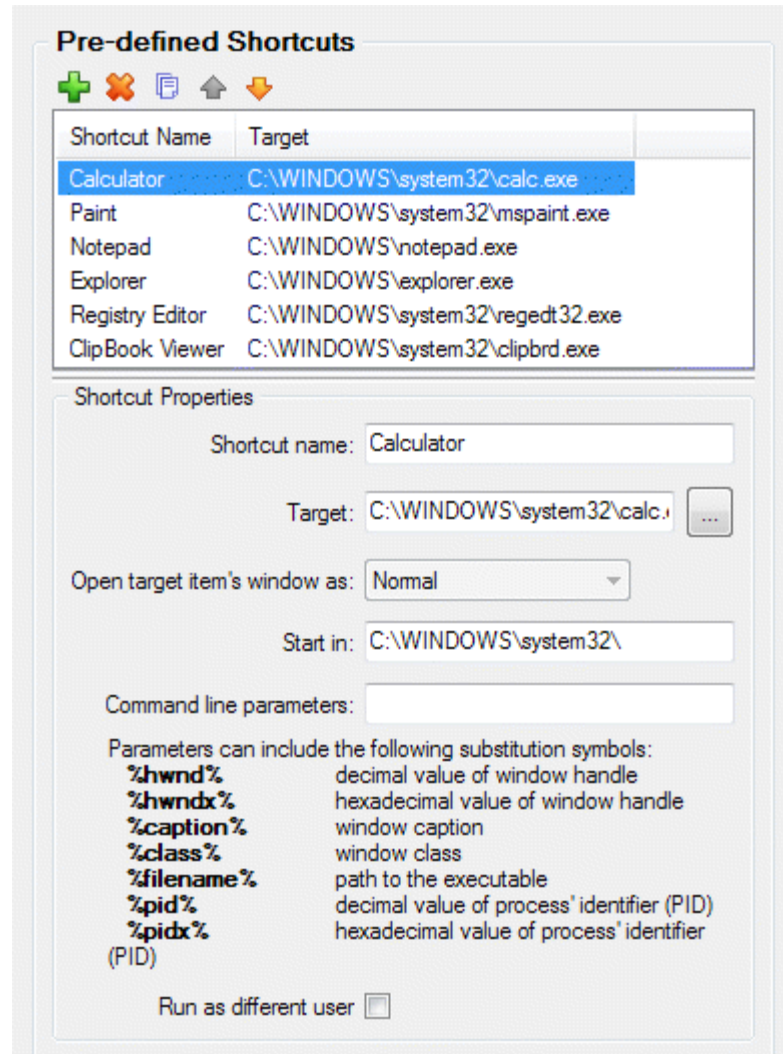 Pre-defined Shortcuts
Shortcut Name Target
Calculator C:\WINDOWS\system32\calc.exe
Paint C:\WINDOWS\system32\mspaint.exe
Notepad C:\WINDOWS\notepad.exe
Explorer C:\WINDOWS\explorer.exe
Registry Editor C:\WINDOWS\system32\regedt32.exe
ClipBook Viewer C:\WINDOWS\system32\clipbrd.exe
Shortcut Properties
Shortcut name: Calculator
Target: C:\WINDOWS\system32\calc. ...
Open target item's window as: Normal
Start in: C:\WINDOWS\system32\
Command line parameters:
Parameters can include the following substitution symbols:
%hwnd% decimal value of window handle
%hwndx% hexadecimal value of window handle
%caption% window caption
%class% window class
%filename% path to the executable
%pid% decimal value of process' identifier (PID)
%pidx% hexadecimal value of process' identifier
(PID)
Run as different user